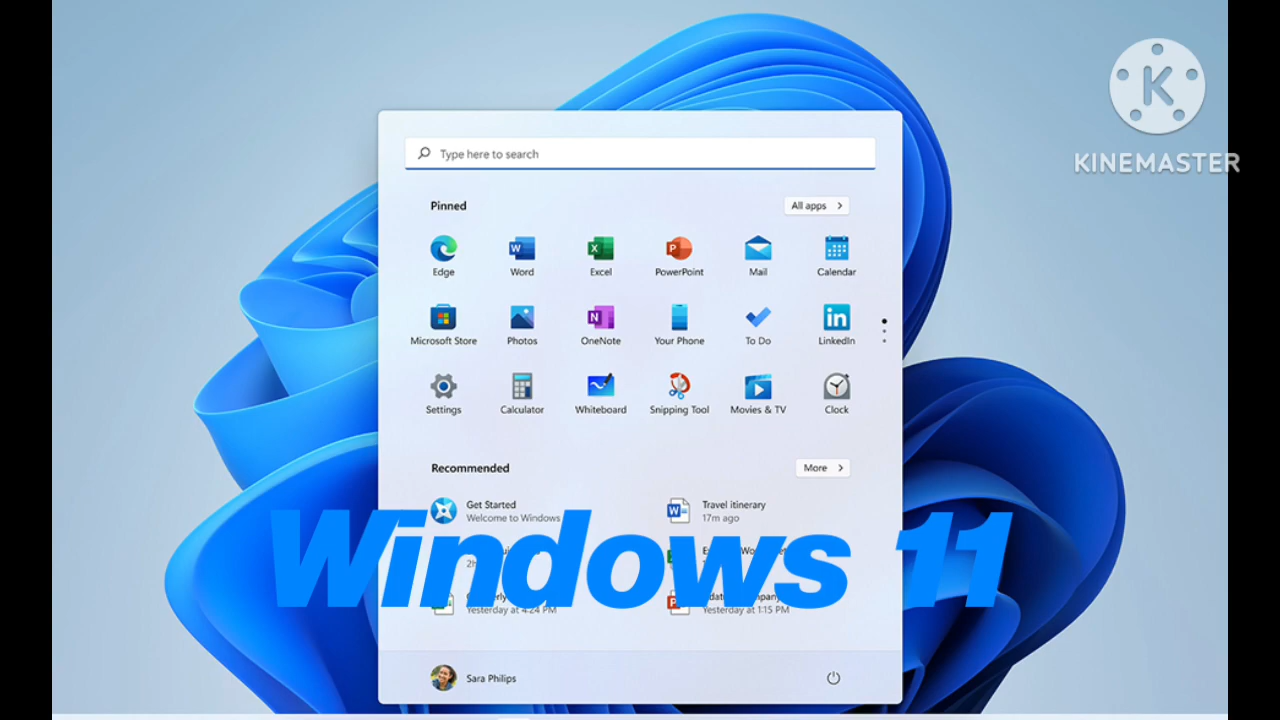 K
KINEMASTER
Type here to search
Pinned
All apps
Edge
Word
Excel
PowerPoint
Mail
Calendar
Microsoft Store
Photos
OneNote
Your Phone
To Do
LinkedIn
Settings
Calculator
Whiteboard
Snipping Tool
Movies & TV
Clock
Recommended
More
Get Started
Welcome to Windows
Travel itinerary
17m ago
Windows 11
Yesterday at 4:24 PM
Yesterday at 1:15 PM
Sara Philips